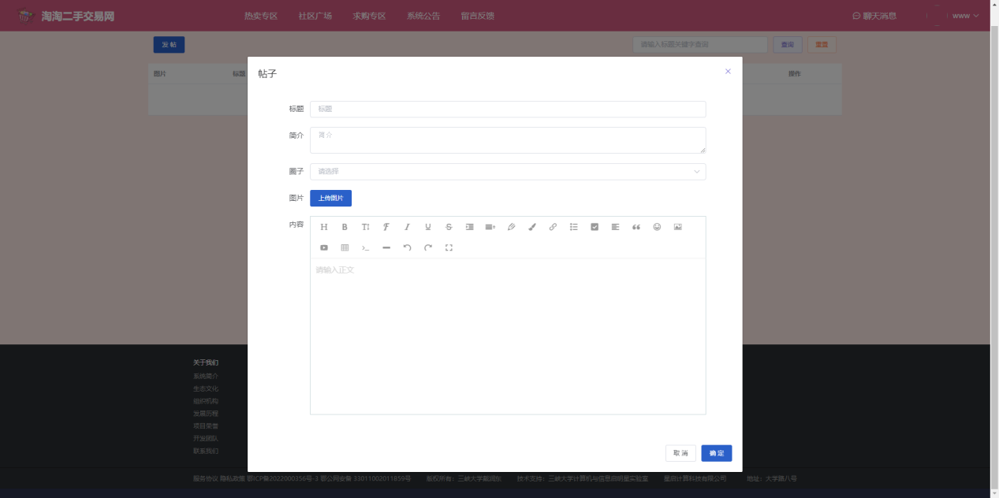 淘淘二手交易网 热卖专区 社区广场 求购专区 系统公告 留言反馈 聊天消息 www
发帖 请输入标题关键字查询 查询 重置
图片 标题 操作
帖子
标题 标题
简介 简介
圈子 请选择
图片 上传图片
内容
请输入正文
取消 确定
关于我们
系统简介
生态文化
组织机构
发展历程
项目荣誉
开发团队
联系我们
服务协议 隐私政策 鄂ICP备2022000356号-3 鄂公网安备 33011002011859号 版权所有：三峡大学戴润东 技术支持：三峡大学计算机与信息启明星实验室 星启计算科技有限公司 地址：大学路八号